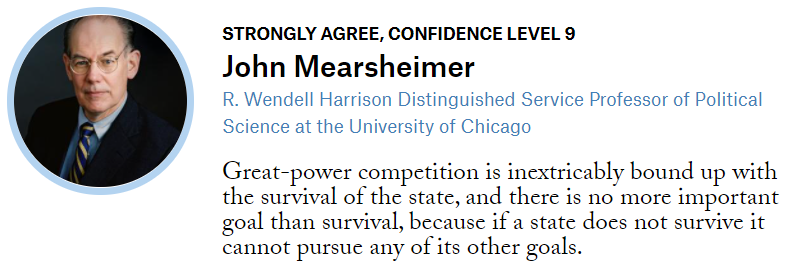 STRONGLY AGREE, CONFIDENCE LEVEL 9
John Mearsheimer
R. Wendell Harrison Distinguished Service Professor of Political
Science at the University of Chicago
Great-power competition is inextricably bound up with
the survival of the state, and there is no more important
goal than survival, because if a state does not survive it
cannot pursue any of its other goals.